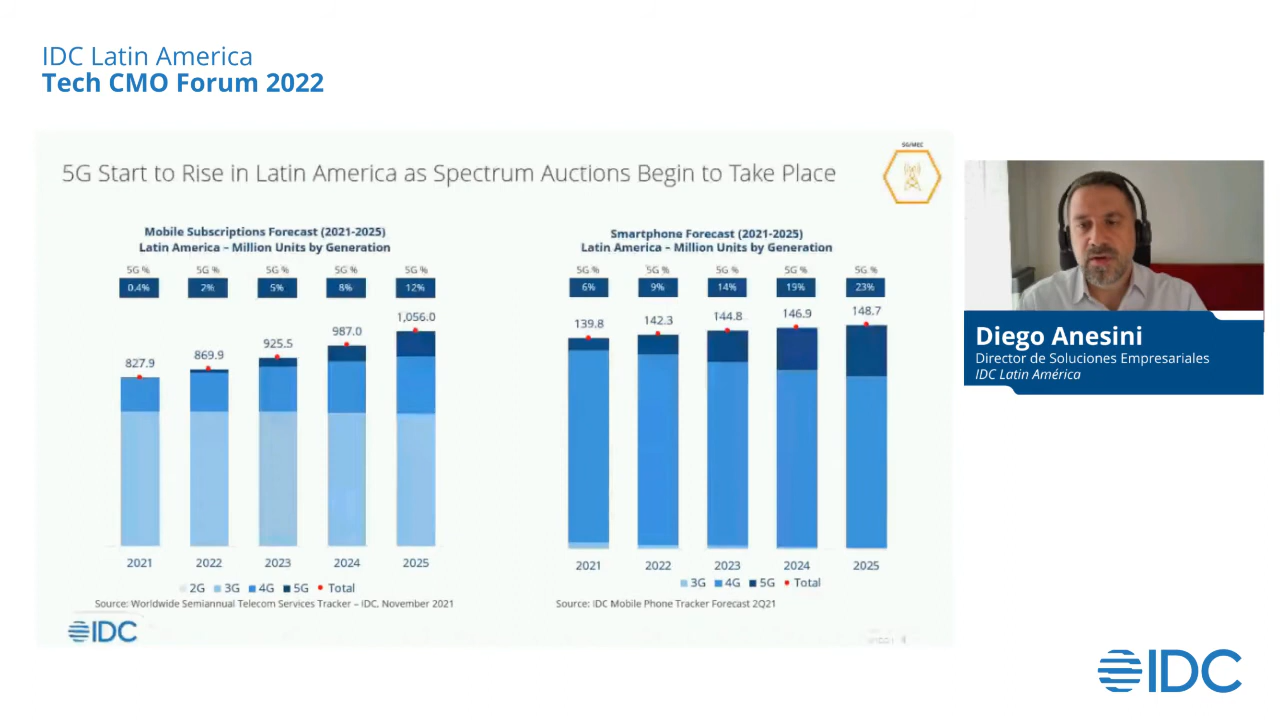 IDC Latin America
Tech CMO Forum 2022
5G/MEC
5G Start to Rise in Latin America as Spectrum Auctions Begin to Take Place
Mobile Subscriptions Forecast (2021-2025)
Latin America – Million Units by Generation
5G % 5G % 5G % 5G % 5G %
0.4% 2% 5% 8% 12%
827.9 869.9 925.5 987.0 1,056.0
2021 2022 2023 2024 2025
2G 3G 4G 5G Total
Source: Worldwide Semiannual Telecom Services Tracker – IDC, November 2021
Smartphone Forecast (2021-2025)
Latin America – Million Units by Generation
5G % 5G % 5G % 5G % 5G %
6% 9% 14% 19% 23%
139.8 142.3 144.8 146.9 148.7
2021 2022 2023 2024 2025
3G 4G 5G Total
Source: IDC Mobile Phone Tracker Forecast 2Q21
IDC
Diego Anesini
Director de Soluciones Empresariales
IDC Latin América
IDC